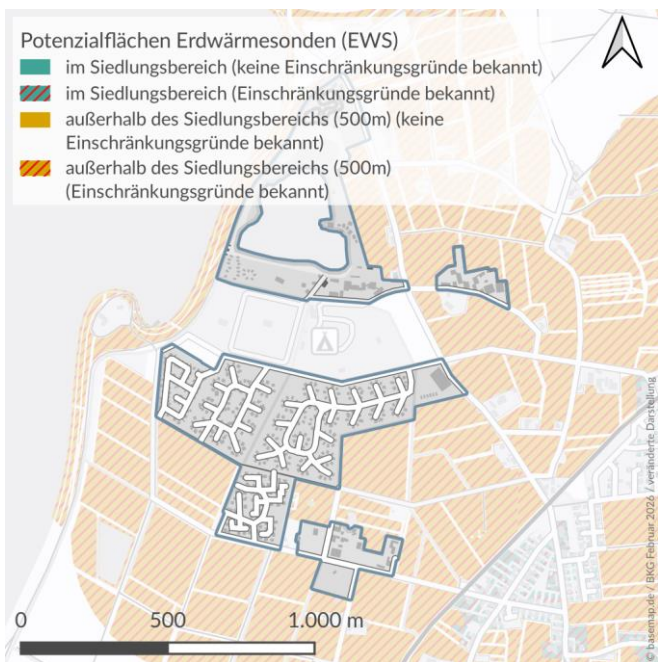 Potenzialflächen Erdwärmesonden (EWS)
im Siedlungsbereich (keine Einschränkungsgründe bekannt)
im Siedlungsbereich (Einschränkungsgründe bekannt)
außerhalb des Siedlungsbereichs (500m) (keine
Einschränkungsgründe bekannt)
außerhalb des Siedlungsbereichs (500m)
(Einschränkungsgründe bekannt)
0 500 1.000 m
© basemap.de / BKG Februar 2026 / veränderte Darstellung